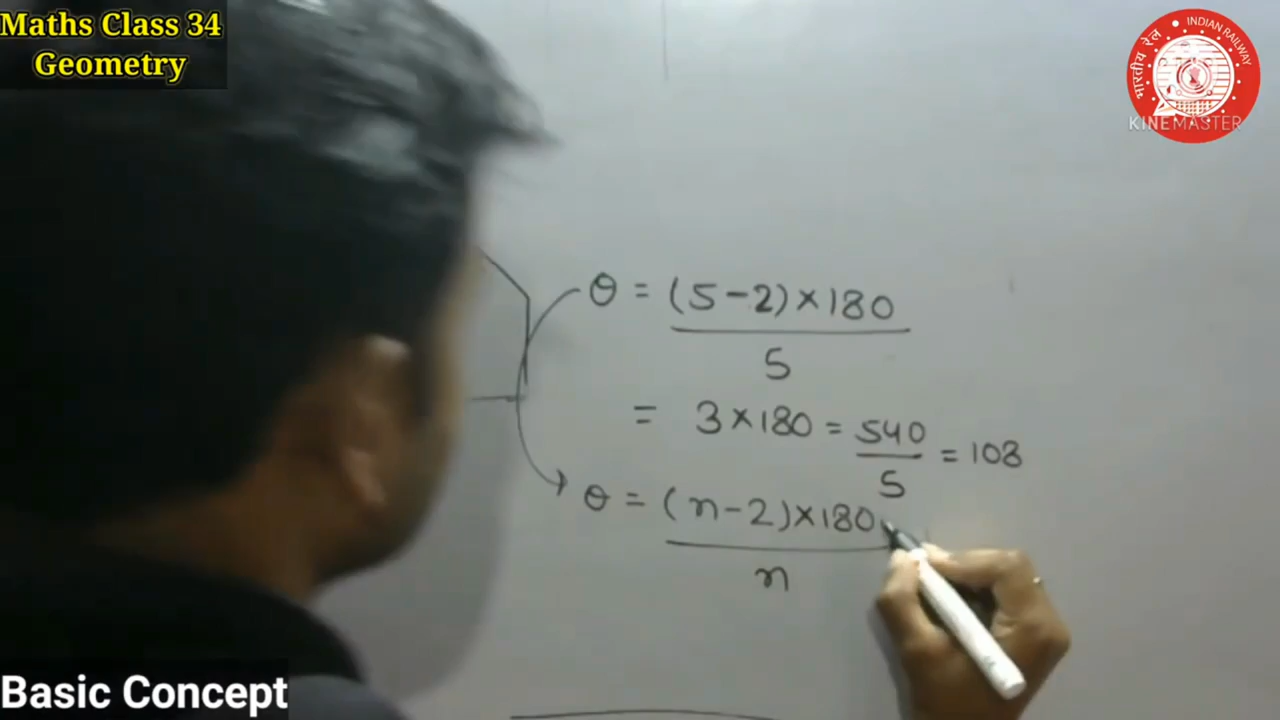 Maths Class 34
Geometry
भारतीय रेल INDIAN RAILWAY
KINEMASTER
θ = (5-2)×180
5
= 3×180 = 540/5 = 108
θ = (n-2)×180
n
Basic Concept